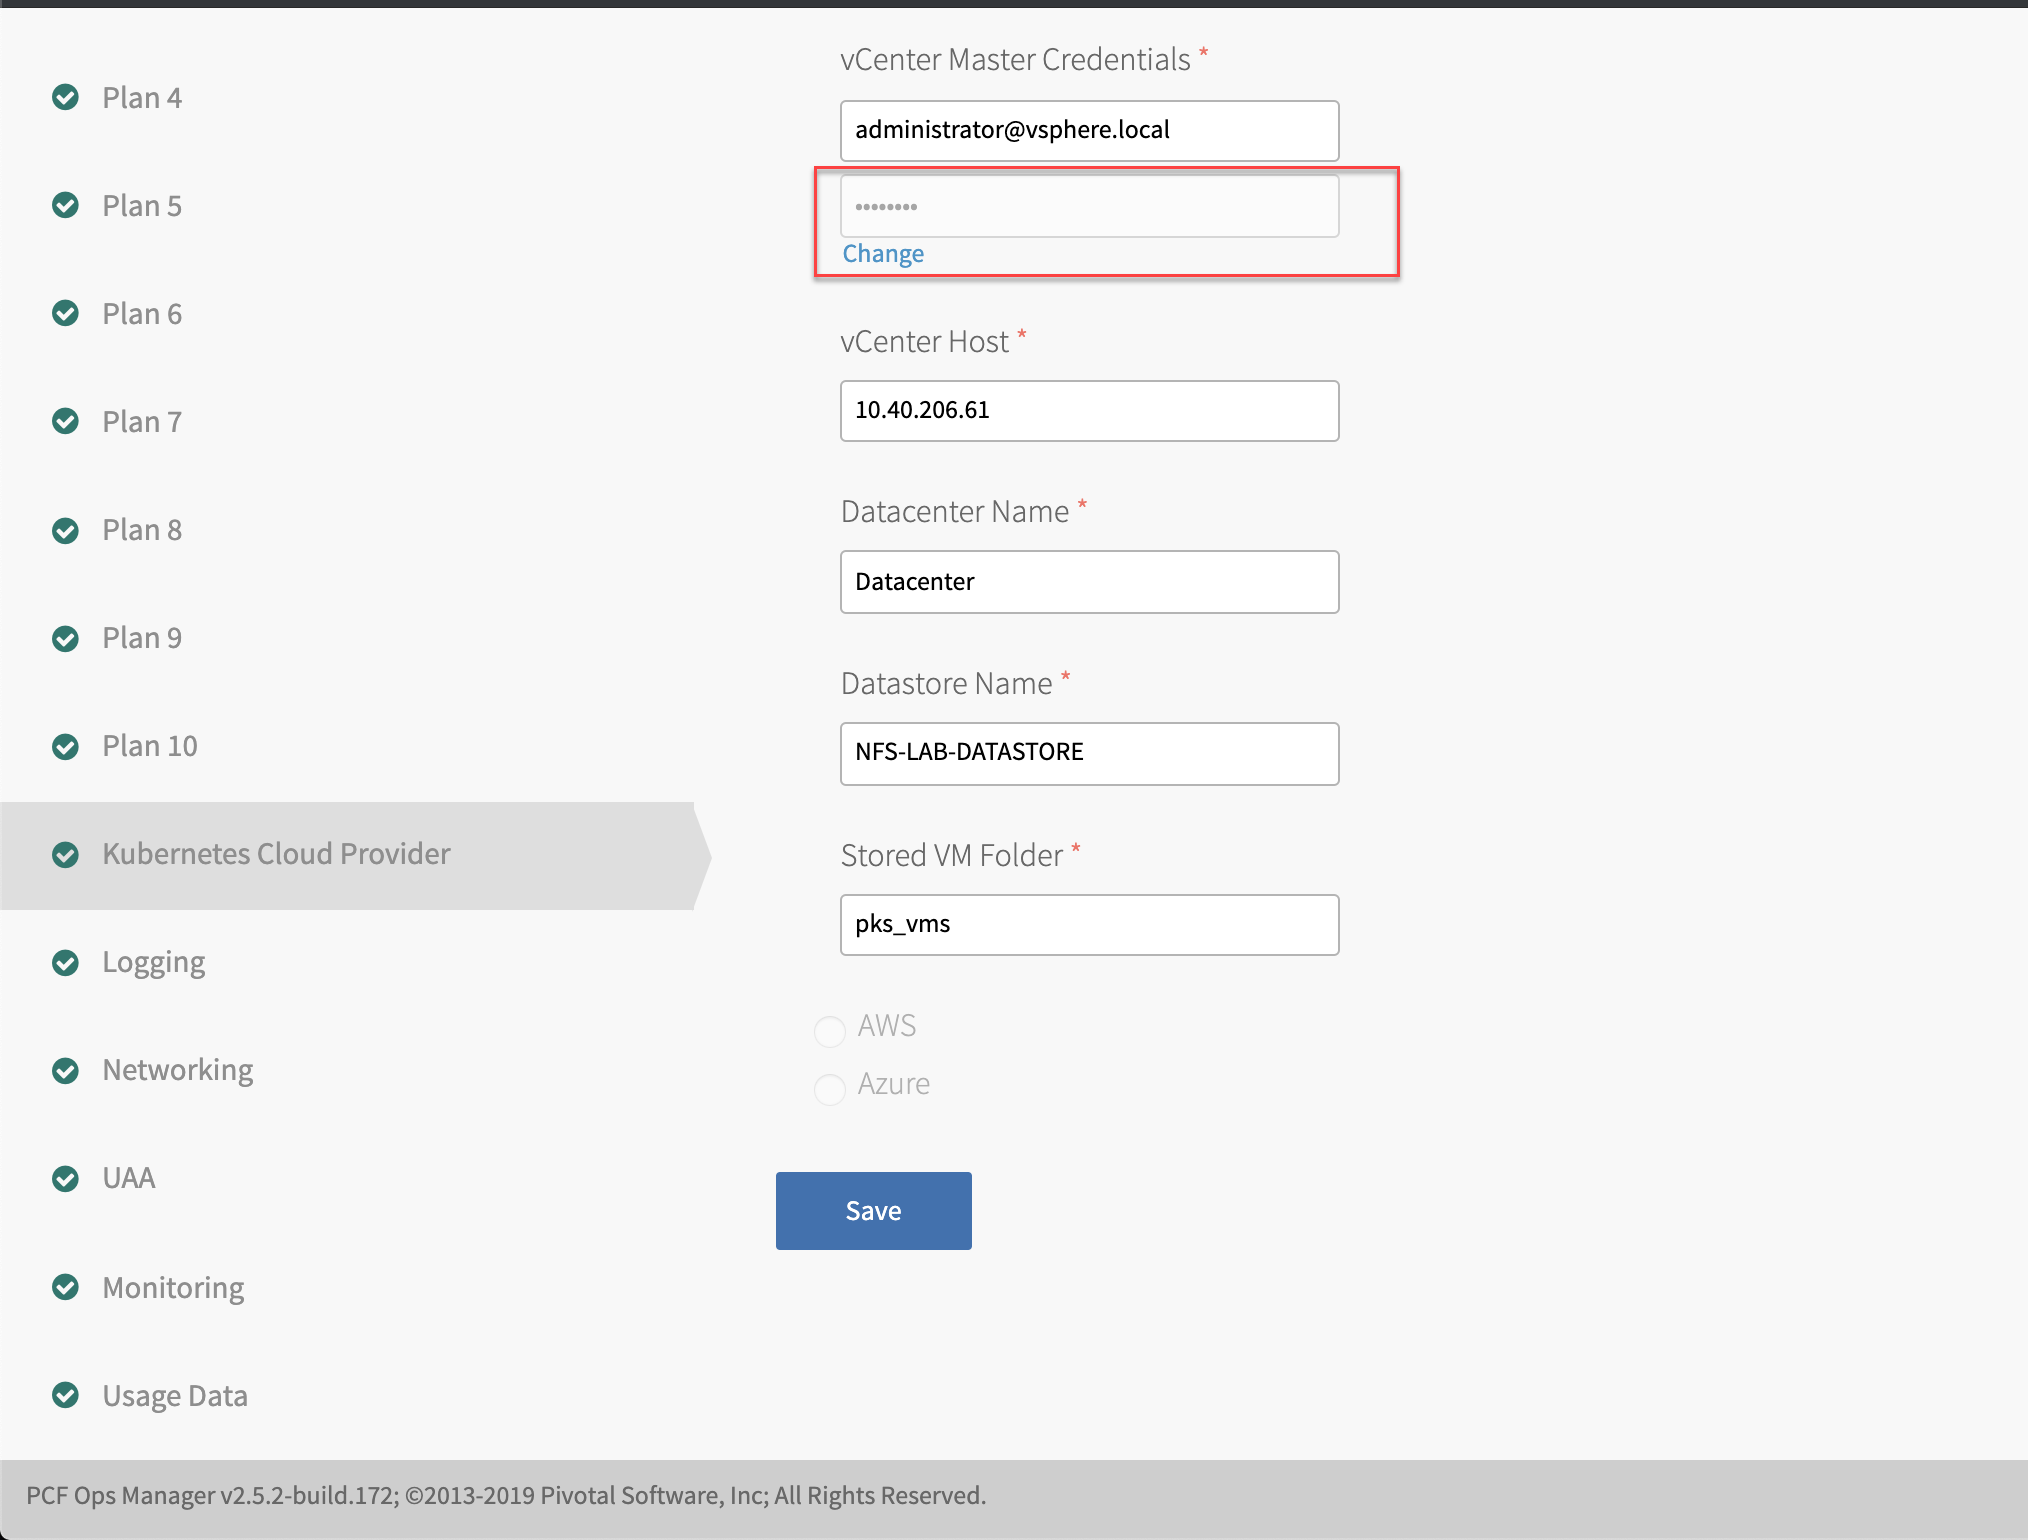 Plan 4
Plan 5
Plan 6
Plan 7
Plan 8
Plan 9
Plan 10
Kubernetes Cloud Provider
Logging
Networking
UAA
Monitoring
Usage Data
vCenter Master Credentials *
administrator@vsphere.local
••••••••
Change
vCenter Host *
10.40.206.61
Datacenter Name *
Datacenter
Datastore Name *
NFS-LAB-DATASTORE
Stored VM Folder *
pks_vms
AWS
Azure
Save
PCF Ops Manager v2.5.2-build.172; ©2013-2019 Pivotal Software, Inc; All Rights Reserved.